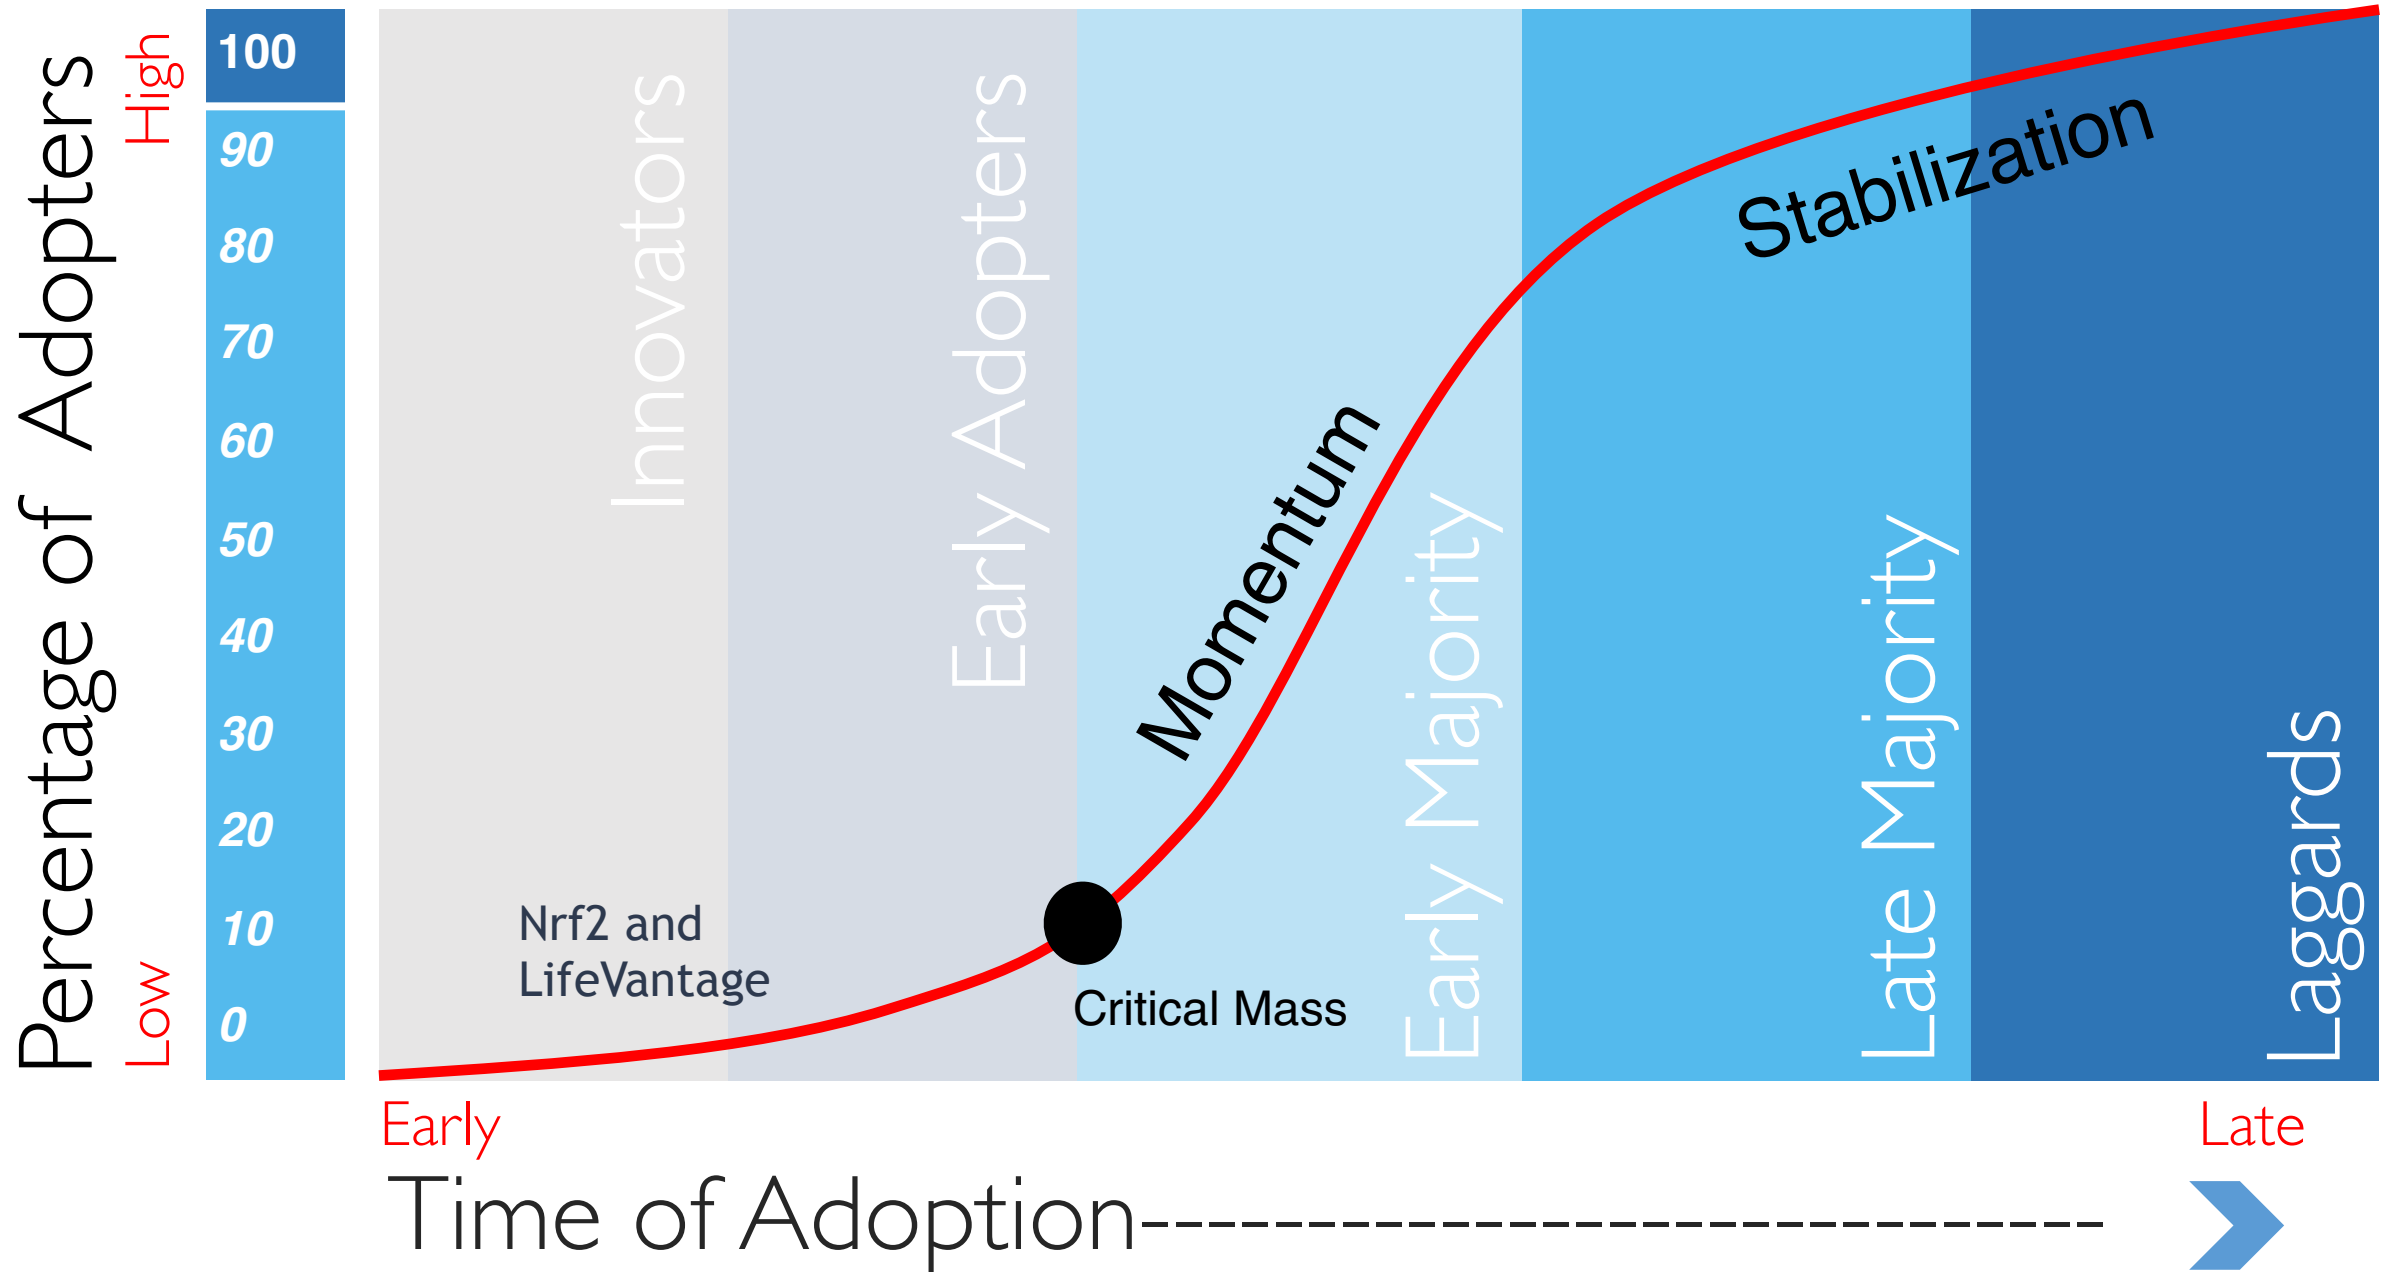 Percentage of Adopters
High
Low
100
90
80
70
60
50
40
30
20
10
0
Innovators
Early Adopters
Early Majority
Late Majority
Laggards
Momentum
Stabilization
Nrf2 and
LifeVantage
Critical Mass
Early
Late
Time of Adoption